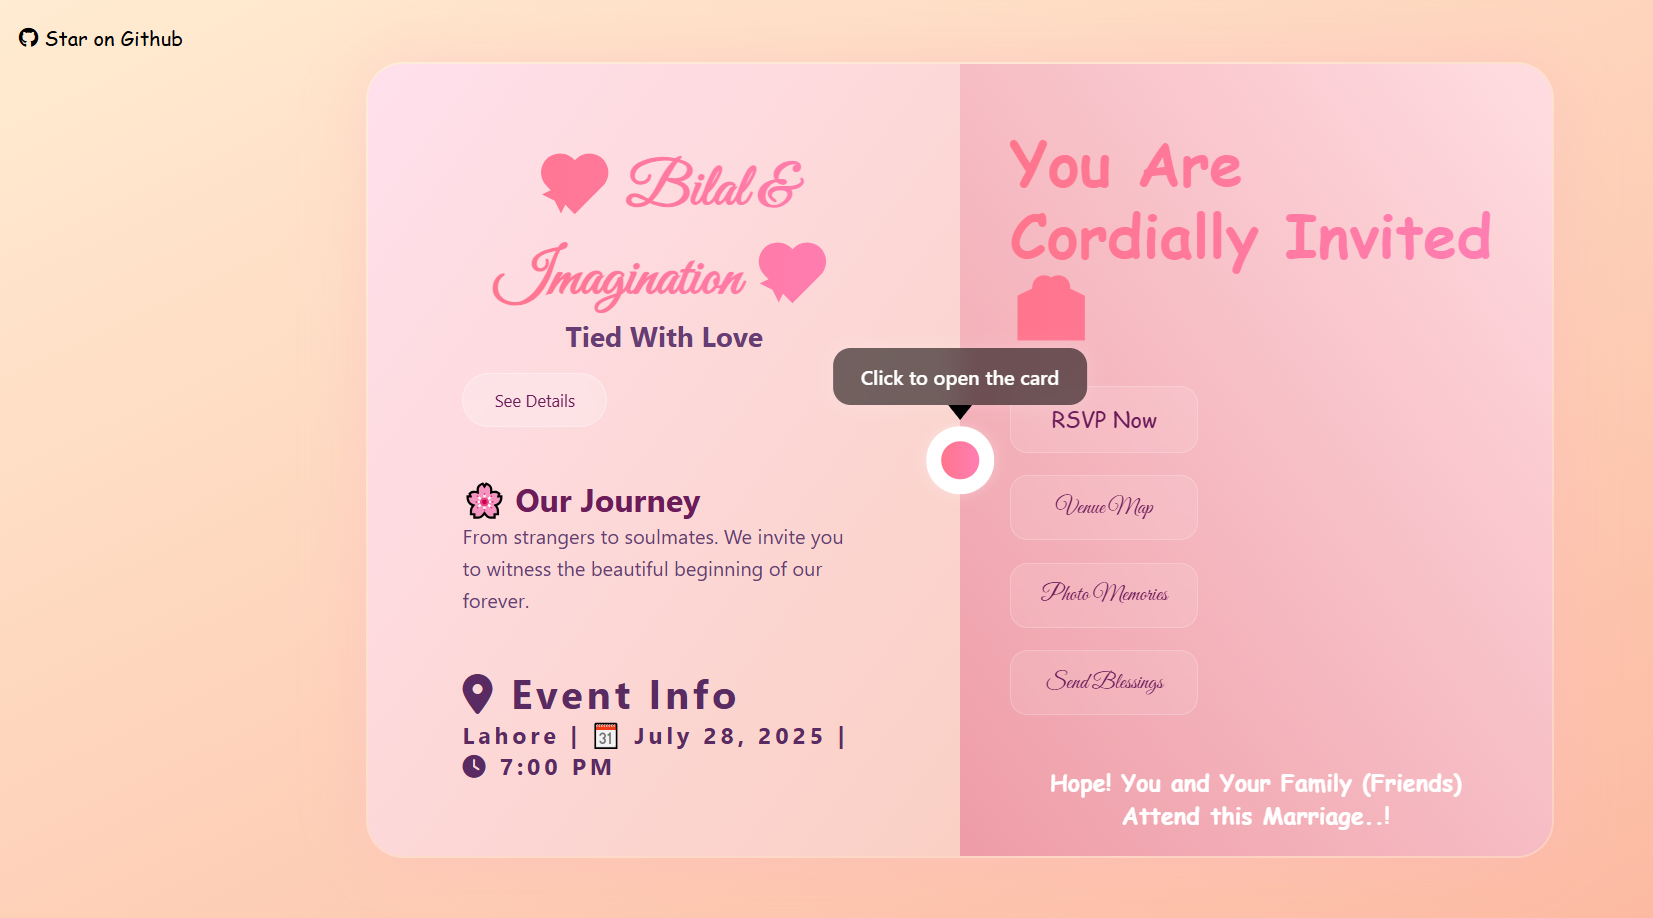 Star on Github
Bilal &
Imagination
Tied With Love
See Details
🌸 Our Journey
From strangers to soulmates. We invite you
to witness the beautiful beginning of our
forever.
Event Info
Lahore | 📅 July 28, 2025 |
7:00 PM
You Are
Cordially Invited
Click to open the card
RSVP Now
Venue Map
Photo Memories
Send Blessings
Hope! You and Your Family (Friends)
Attend this Marriage..!